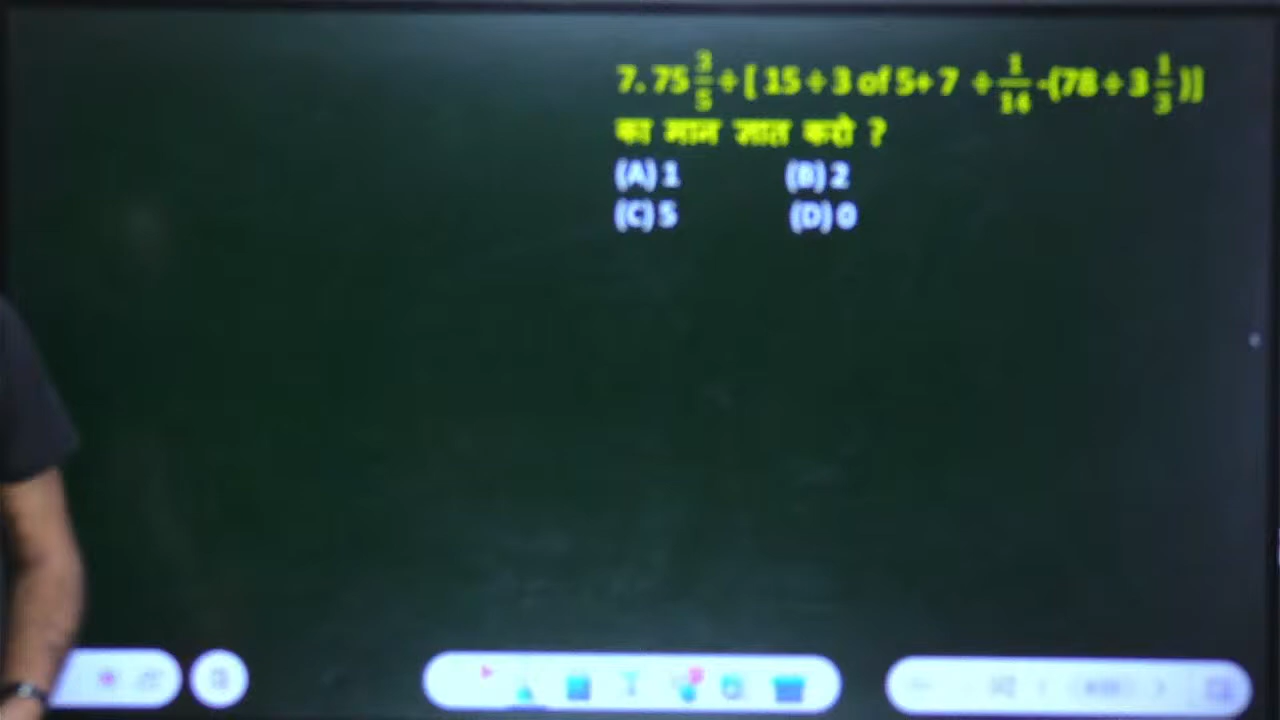 7. 75 3/5 ÷ [ 15 ÷ 3 of 5+ 7 ÷ 1/14 -(78 ÷ 3 1/3 )]
का मान ज्ञात करो ?
(A) 1 (B) 2
(C) 5 (D) 0